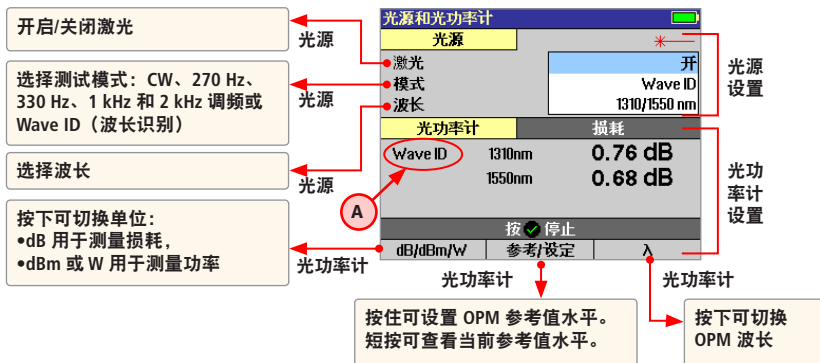 开启/关闭激光
光源
选择测试模式：CW、270 Hz、
330 Hz、1 kHz 和 2 kHz 调频或
Wave ID（波长识别）
光源
选择波长
光源
按下可切换单位：
•dB 用于测量损耗，
•dBm 或 W 用于测量功率
光功率计
光源和光功率计
光源
激光
开
模式
Wave ID
波长
1310/1550 nm
光功率计
损耗
Wave ID
1310nm
0.76 dB
1550nm
0.68 dB
A
按 停止
dB/dBm/W
参考/设定
λ
光源
设置
光功
率计
设置
光功率计
光功率计
按住可设置 OPM 参考值水平。
短按可查看当前参考值水平。
按下可切换
OPM 波长